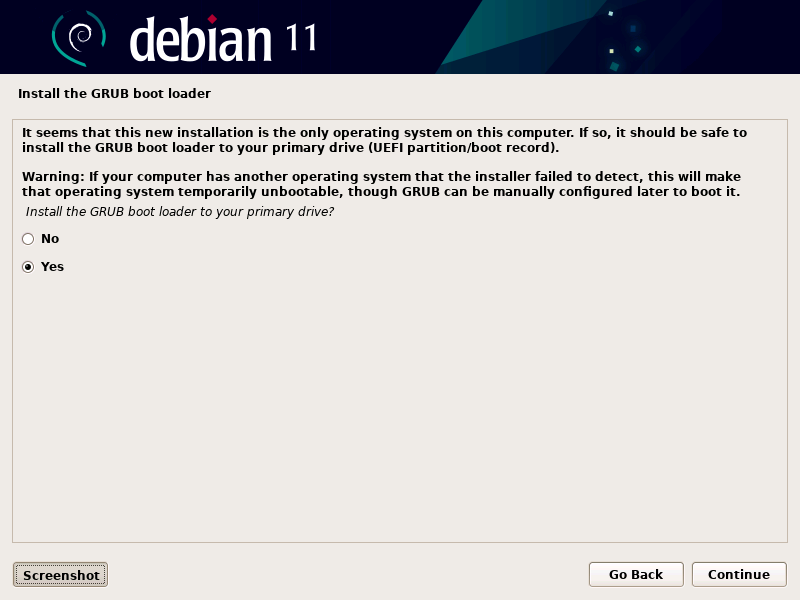 debian 11
Install the GRUB boot loader
It seems that this new installation is the only operating system on this computer. If so, it should be safe to
install the GRUB boot loader to your primary drive (UEFI partition/boot record).
Warning: If your computer has another operating system that the installer failed to detect, this will make
that operating system temporarily unbootable, though GRUB can be manually configured later to boot it.
Install the GRUB boot loader to your primary drive?
No
Yes
Screenshot
Go Back
Continue